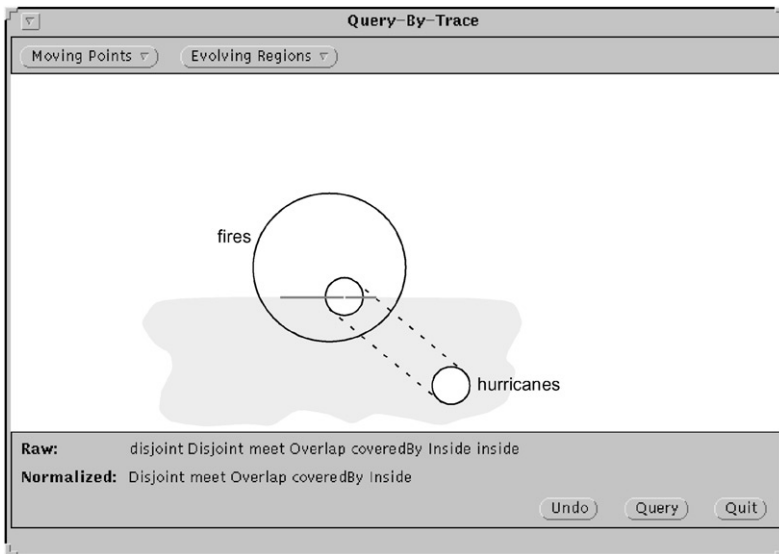 Query-By-Trace
Moving Points Evolving Regions
fires
hurricanes
Raw: disjoint Disjoint meet Overlap coveredBy Inside inside
Normalized: Disjoint meet Overlap coveredBy Inside
Undo Query Quit